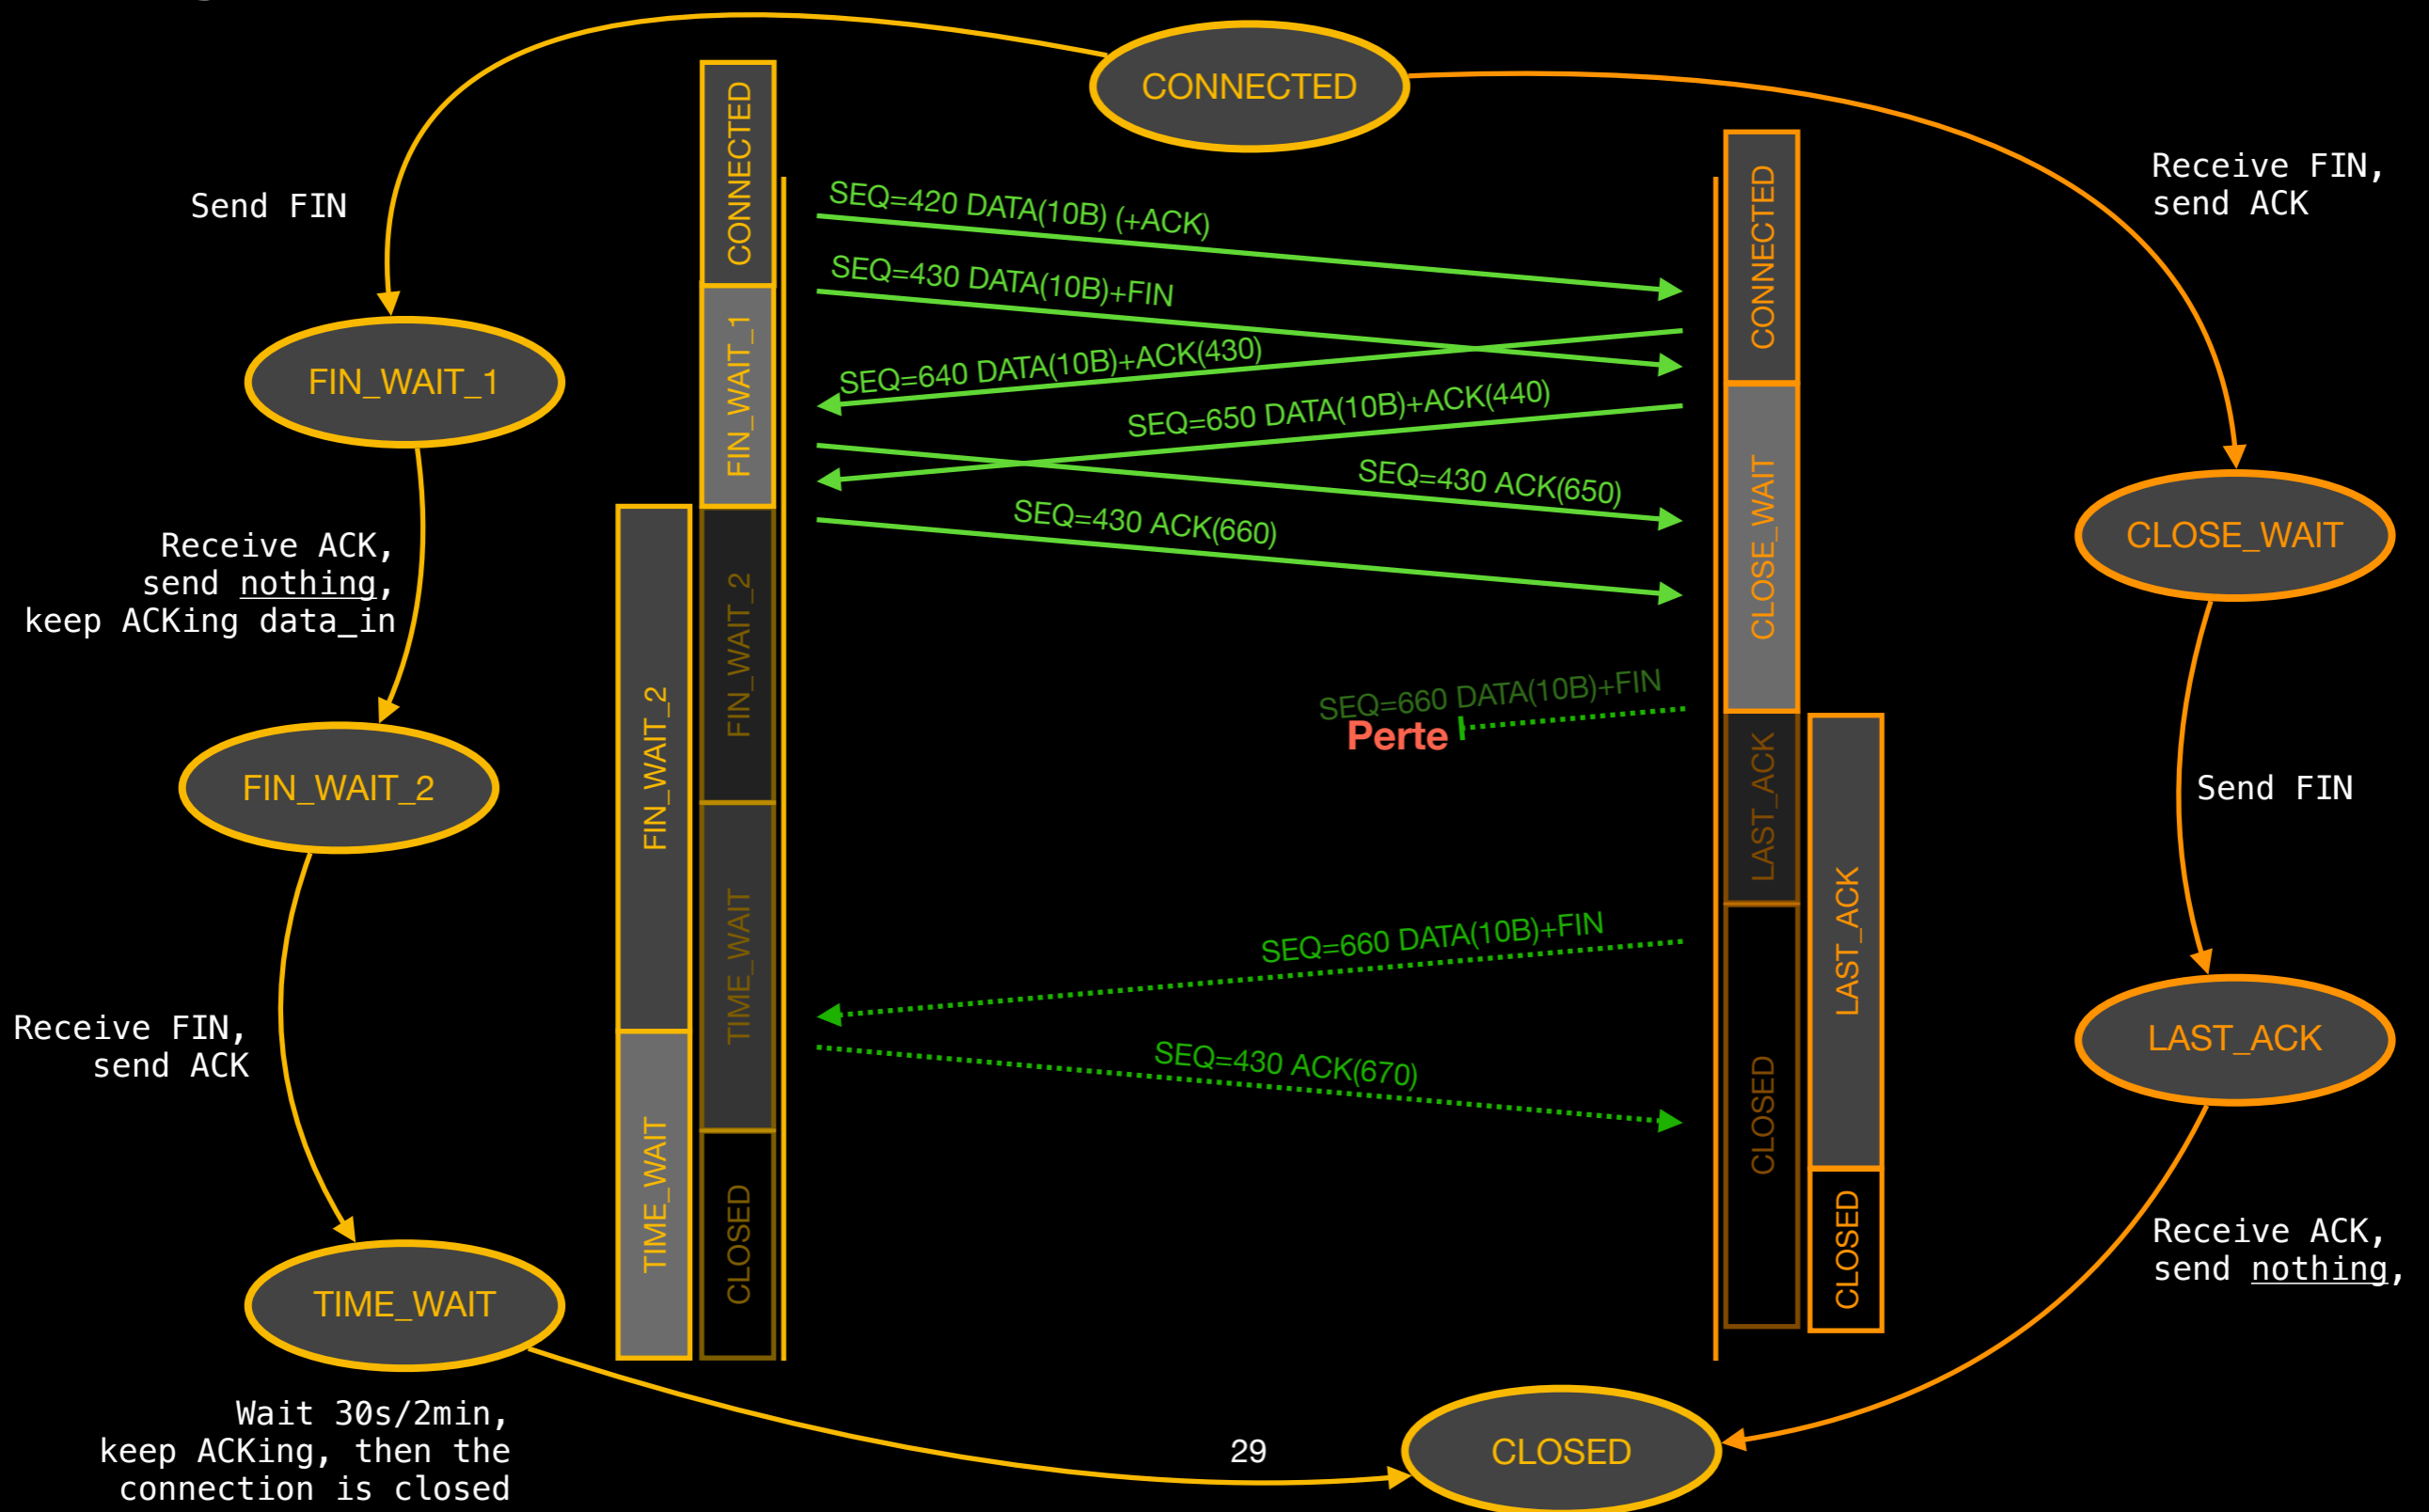 CONNECTED
Send FIN
FIN_WAIT_1
Receive ACK,
send nothing,
keep ACKing data_in
FIN_WAIT_2
Receive FIN,
send ACK
TIME_WAIT
Wait 30s/2min,
keep ACKing, then the
connection is closed
CONNECTED
FIN_WAIT_1
FIN_WAIT_2
TIME_WAIT
CLOSED
FIN_WAIT_2
TIME_WAIT
SEQ=420 DATA(10B) (+ACK)
SEQ=430 DATA(10B)+FIN
SEQ=640 DATA(10B)+ACK(430)
SEQ=650 DATA(10B)+ACK(440)
SEQ=430 ACK(650)
SEQ=430 ACK(660)
SEQ=660 DATA(10B)+FIN
Perte
SEQ=660 DATA(10B)+FIN
SEQ=430 ACK(670)
CONNECTED
CLOSE_WAIT
LAST_ACK
CLOSED
LAST_ACK
CLOSED
Receive FIN,
send ACK
CLOSE_WAIT
Send FIN
LAST_ACK
Receive ACK,
send nothing,
29
CLOSED